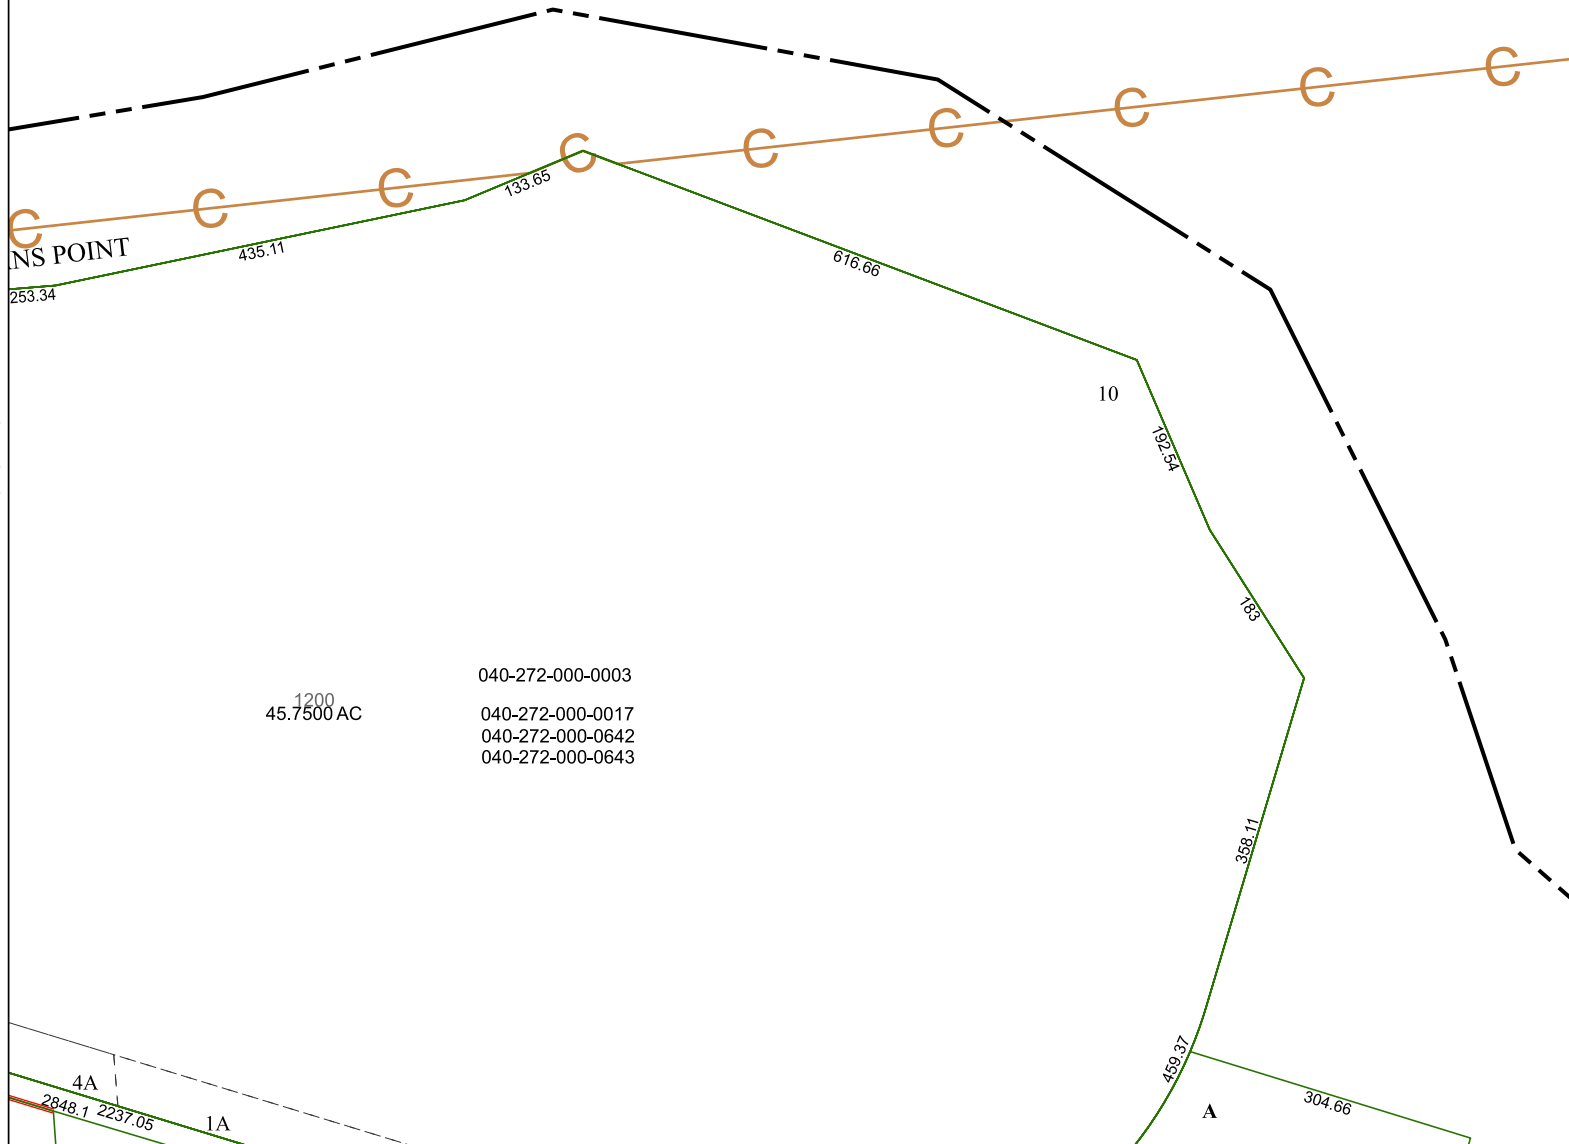 C
C
C
C
C
C
C
C
C
133.65
NS POINT
435.11
253.34
616.66
10
192.54
183
040-272-000-0003
1200
45.7500 AC
040-272-000-0017
040-272-000-0642
040-272-000-0643
358.11
459.37
4A
2848.1
2237.05
1A
304.66
A